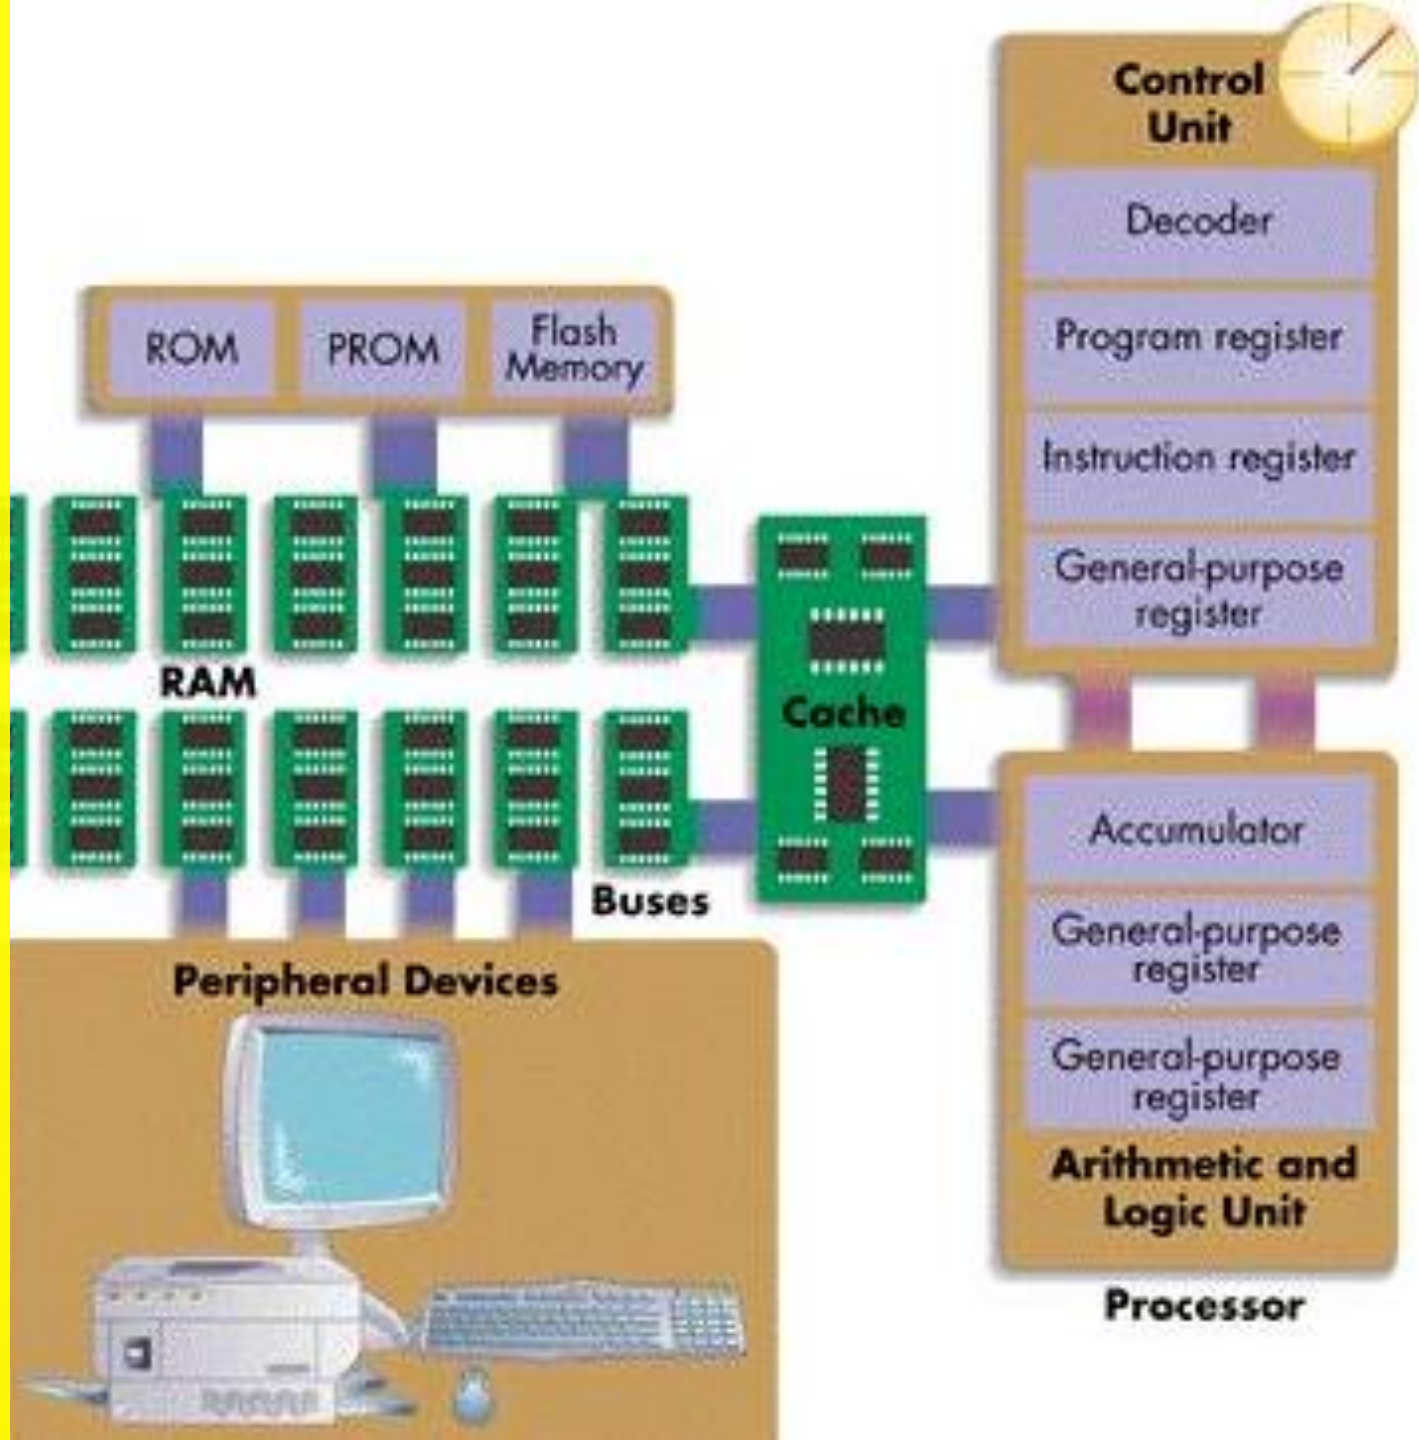 Control
Unit
Decoder
Program register
Instruction register
General-purpose
register
ROM
PROM
Flash
Memory
RAM
Cache
Buses
Accumulator
General-purpose
register
General-purpose
register
Arithmetic and
Logic Unit
Processor
Peripheral Devices